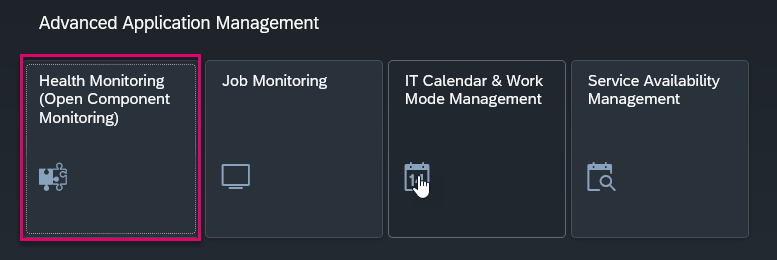 Advanced Application Management
Health Monitoring
(Open Component
Monitoring)
Job Monitoring
IT Calendar & Work
Mode Management
Service Availability
Management